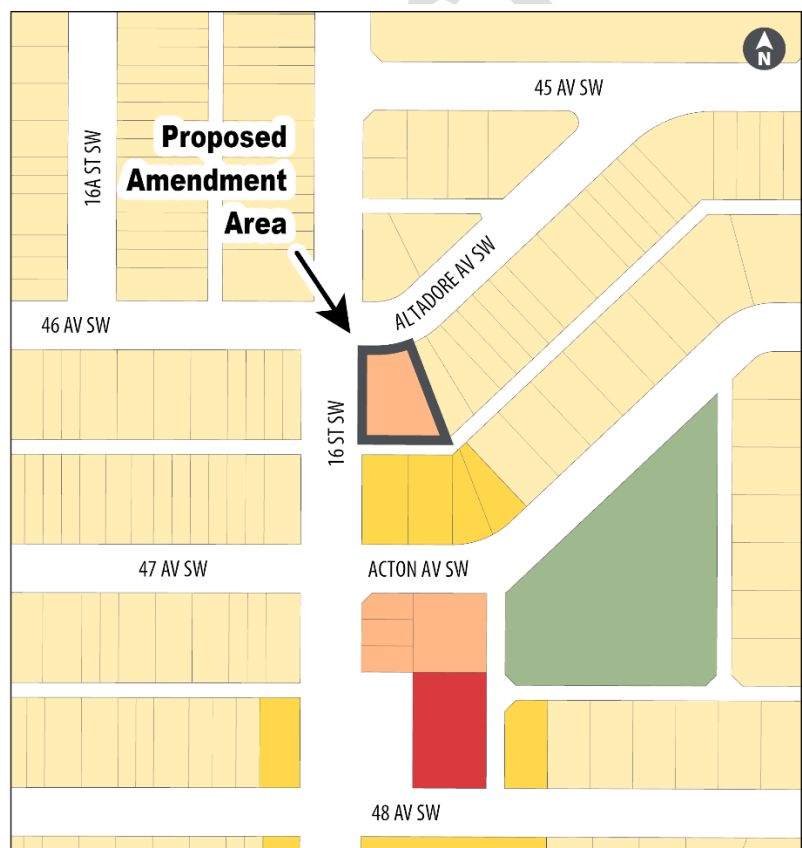 N
45 AV SW
16A ST SW
Proposed
Amendment
Area
ALTADORE AV SW
46 AV SW
16 ST SW
47 AV SW
ACTON AV SW
48 AV SW